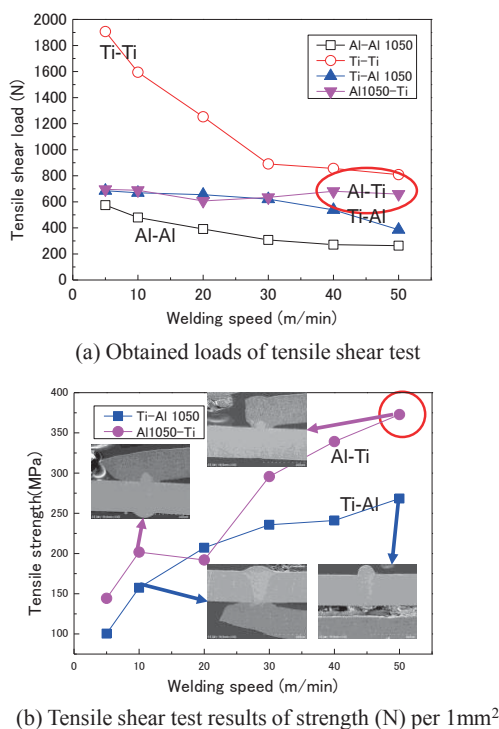 2000
1800
1600
1400
1200
1000
800
600
400
200
0
Tensile shear load
(N)
Ti-Ti
Al-Al
Al-Ti
Ti-Al
Al-Al 1050
Ti-Ti
Ti-Al 1050
Al1050-Ti
0 10 20 30 40 50
Welding speed (m/min)
(a) Obtained loads of tensile shear test
400
350
300
250
200
150
100
Tensile strength(MPa)
Ti-Al 1050
Al1050-Ti
Al-Ti
Ti-Al
0 10 20 30 40 50
Welding speed (m/min)
(b) Tensile shear test results of strength (N) per 1mm²